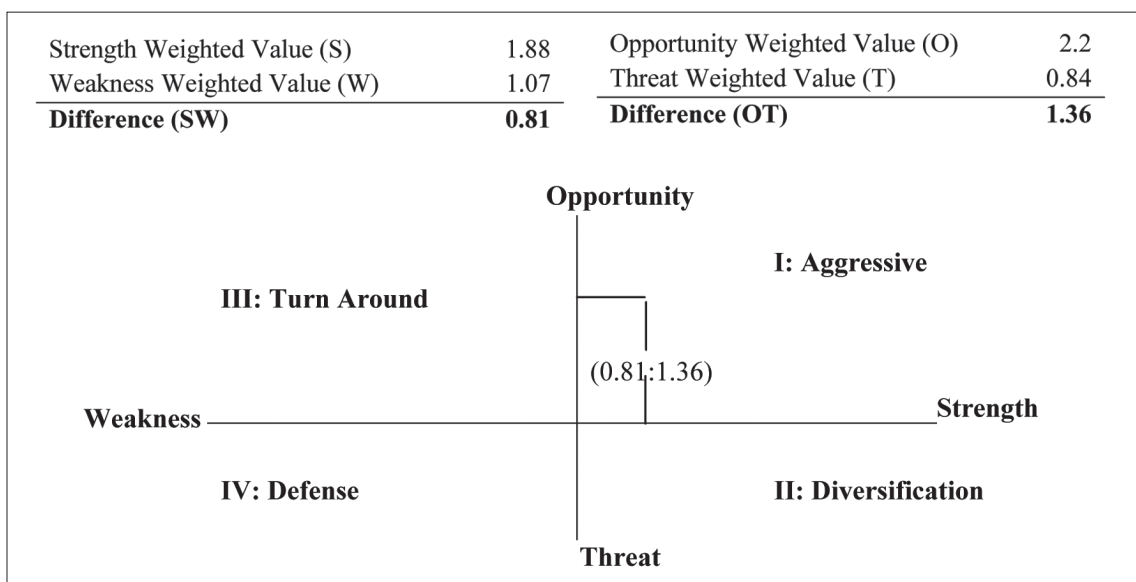 Strength Weighted Value (S) 1.88
Weakness Weighted Value (W) 1.07
Difference (SW) 0.81
Opportunity Weighted Value (O) 2.2
Threat Weighted Value (T) 0.84
Difference (OT) 1.36
Opportunity
I: Aggressive
III: Turn Around
(0.81:1.36)
Weakness
Strength
IV: Defense
II: Diversification
Threat